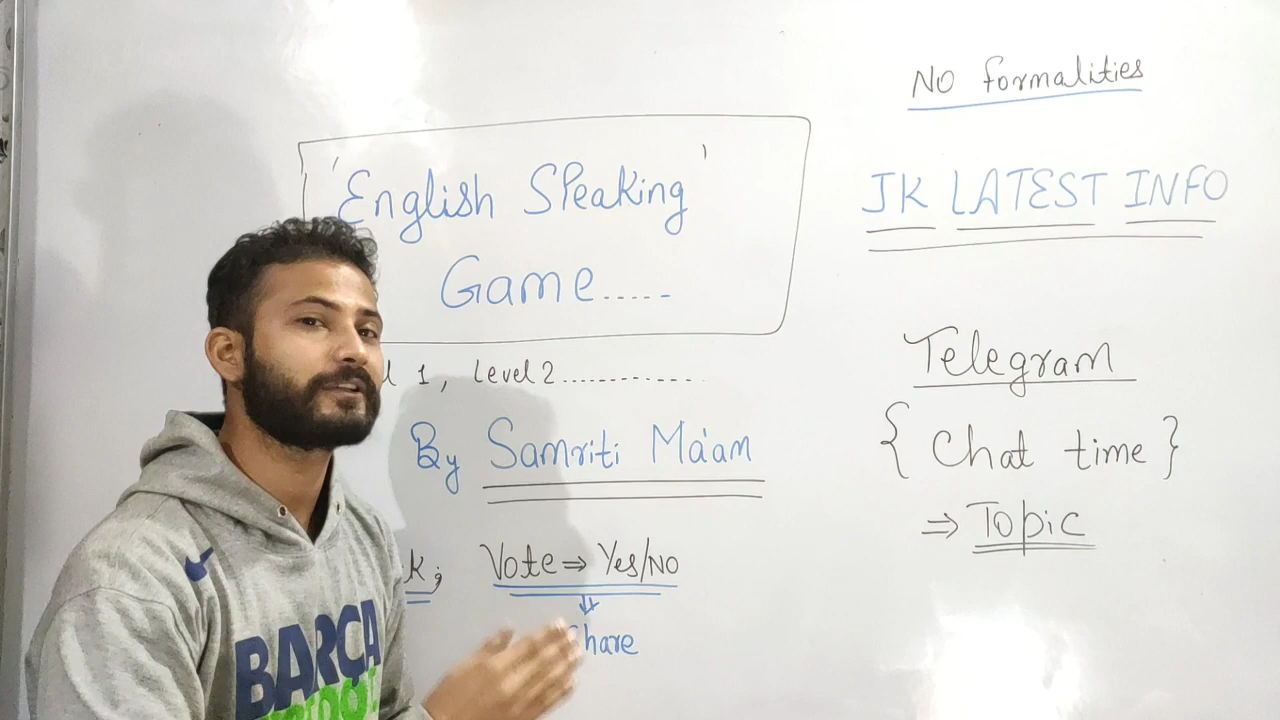 No formalities
'English Speaking'
Game.....
JK LATEST INFO
1, Level 2..............
Telegram
By Samriti Ma'am
{ Chat time }
⇒ Topic
Vote ⇒ Yes/No
Share
BARÇA